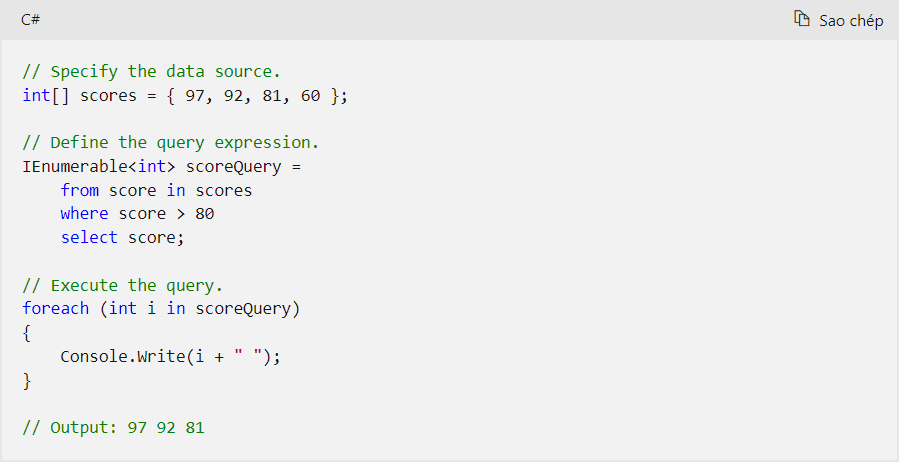 C#
Sao chép
// Specify the data source.
int[] scores = { 97, 92, 81, 60 };
// Define the query expression.
IEnumerable<int> scoreQuery =
    from score in scores
    where score > 80
    select score;
// Execute the query.
foreach (int i in scoreQuery)
{
    Console.Write(i + " ");
}
// Output: 97 92 81